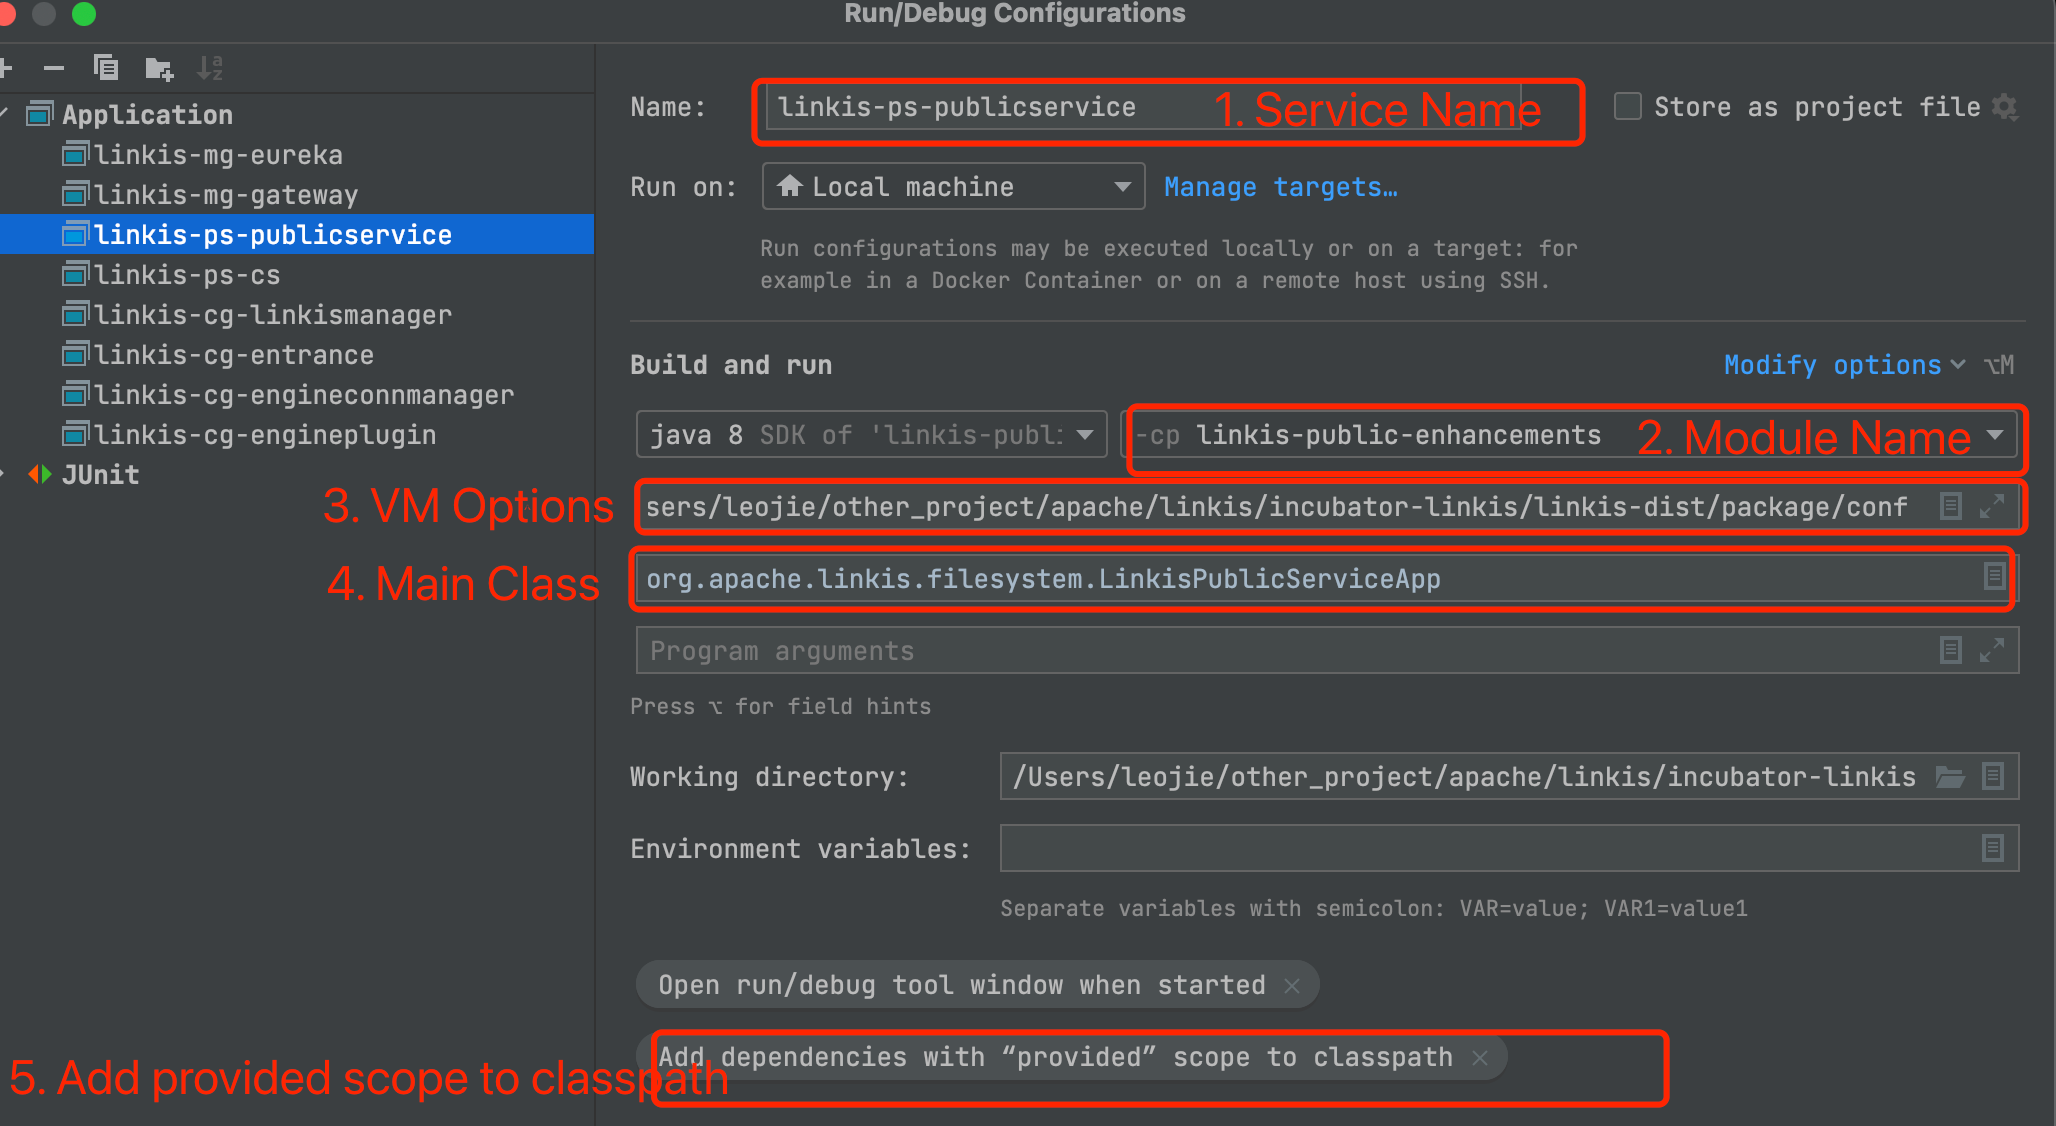 Run/Debug Configurations
Application
linkis-mg-eureka
linkis-mg-gateway
linkis-ps-publicservice
linkis-ps-cs
linkis-cg-linkismanager
linkis-cg-entrance
linkis-cg-engineconnmanager
linkis-cg-engineplugin
JUnit
Name: linkis-ps-publicservice 1. Service Name Store as project file
Run on: Local machine Manage targets…
Run configurations may be executed locally or on a target: for
example in a Docker Container or on a remote host using SSH.
Build and run Modify options ⌥M
java 8 SDK of 'linkis-publi -cp linkis-public-enhancements 2. Module Name
3. VM Options sers/leojie/other_project/apache/linkis/incubator-linkis/linkis-dist/package/conf
4. Main Class org.apache.linkis.filesystem.LinkisPublicServiceApp
Program arguments
Press ⌥ for field hints
Working directory: /Users/leojie/other_project/apache/linkis/incubator-linkis
Environment variables:
Separate variables with semicolon: VAR=value; VAR1=value1
Open run/debug tool window when started ×
Add dependencies with “provided” scope to classpath ×
5. Add provided scope to classpath